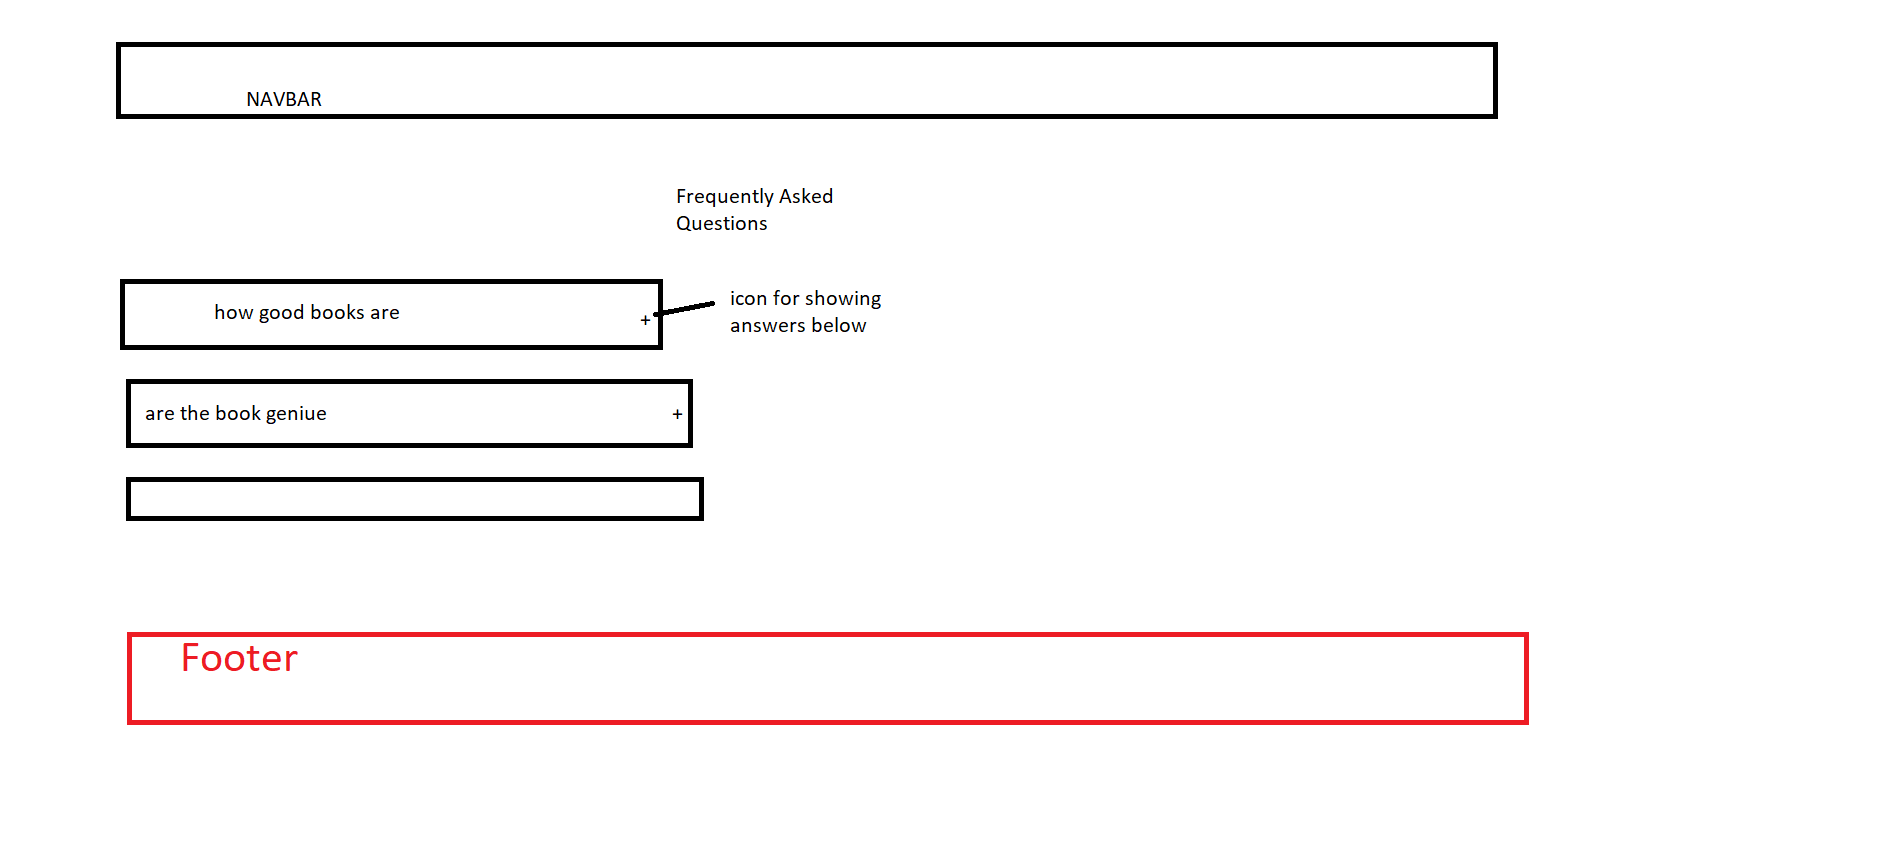 NAVBAR
Frequently Asked
Questions
how good books are
+
icon for showing
answers below
are the book geniue
+
Footer